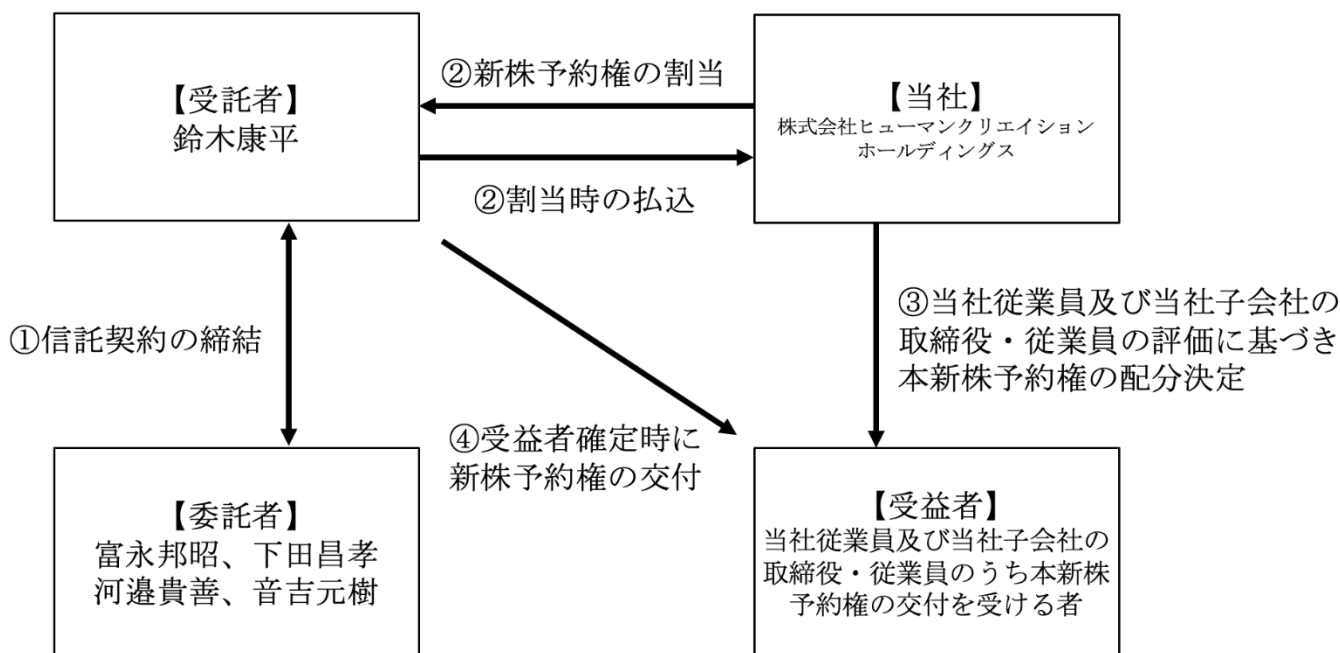 【受託者】
鈴木康平
②新株予約権の割当
②割当時の払込
【当社】
株式会社ヒューマンクリエイション
ホールディングス
①信託契約の締結
③当社従業員及び当社子会社の
取締役・従業員の評価に基づき
本新株予約権の配分決定
④受益者確定時に
新株予約権の交付
【委託者】
富永邦昭、下田昌孝
河邉貴善、音吉元樹
【受益者】
当社従業員及び当社子会社の
取締役・従業員のうち本新株
予約権の交付を受ける者